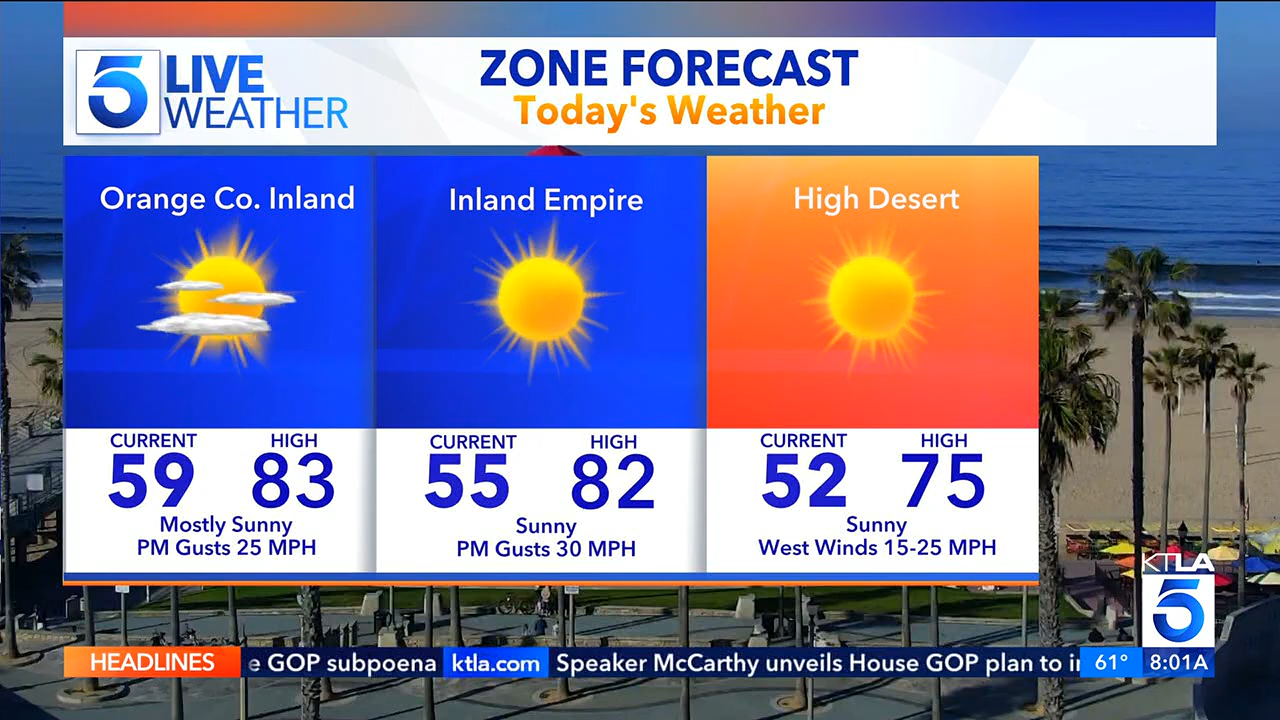 5 LIVE
WEATHER
ZONE FORECAST
Today's Weather
Orange Co. Inland
CURRENT HIGH
59 83
Mostly Sunny
PM Gusts 25 MPH
Inland Empire
CURRENT HIGH
55 82
Sunny
PM Gusts 30 MPH
High Desert
CURRENT HIGH
52 75
Sunny
West Winds 15-25 MPH
KTLA
5
HEADLINES e GOP subpoena ktla.com Speaker McCarthy unveils House GOP plan to i 61° 8:01A